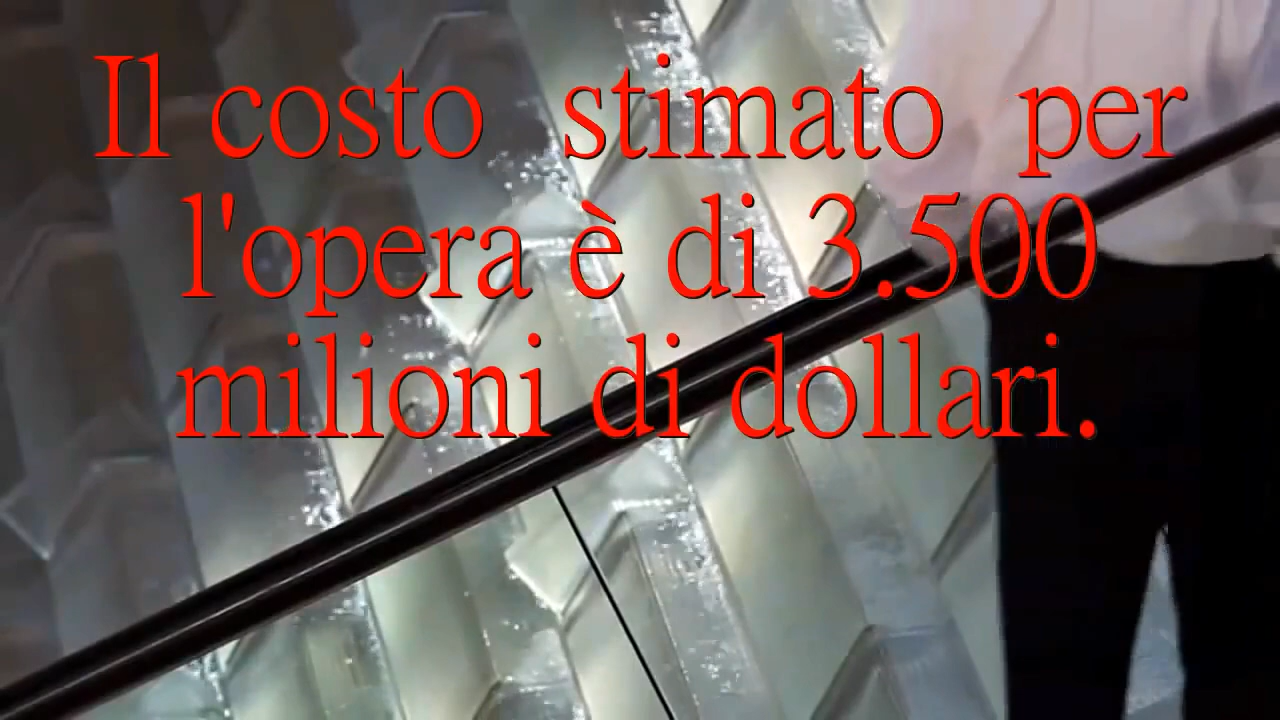 Il costo stimato per
l'opera è di 3.500
milioni di dollari.